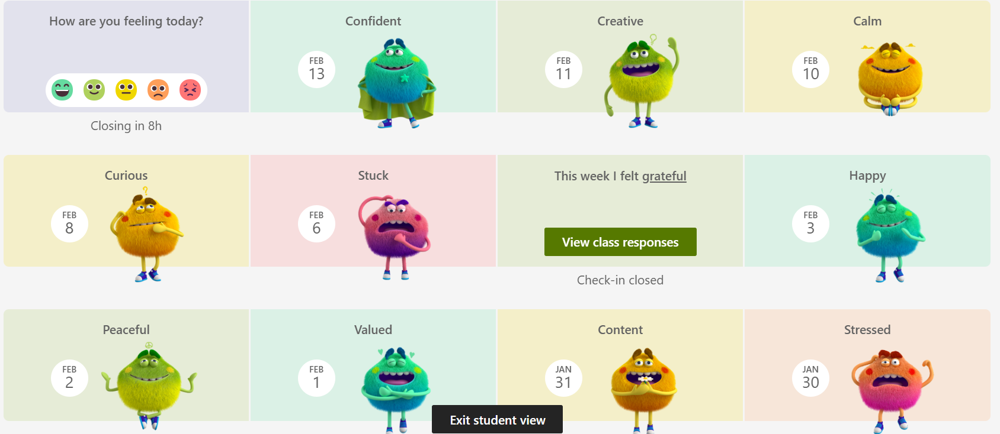 How are you feeling today?
Closing in 8h
Confident
FEB
13
Creative
FEB
11
Calm
FEB
10
Curious
FEB
8
Stuck
FEB
6
This week I felt grateful
View class responses
Check-in closed
Happy
FEB
3
Peaceful
FEB
2
Valued
FEB
1
Content
JAN
31
Stressed
JAN
30
Exit student view